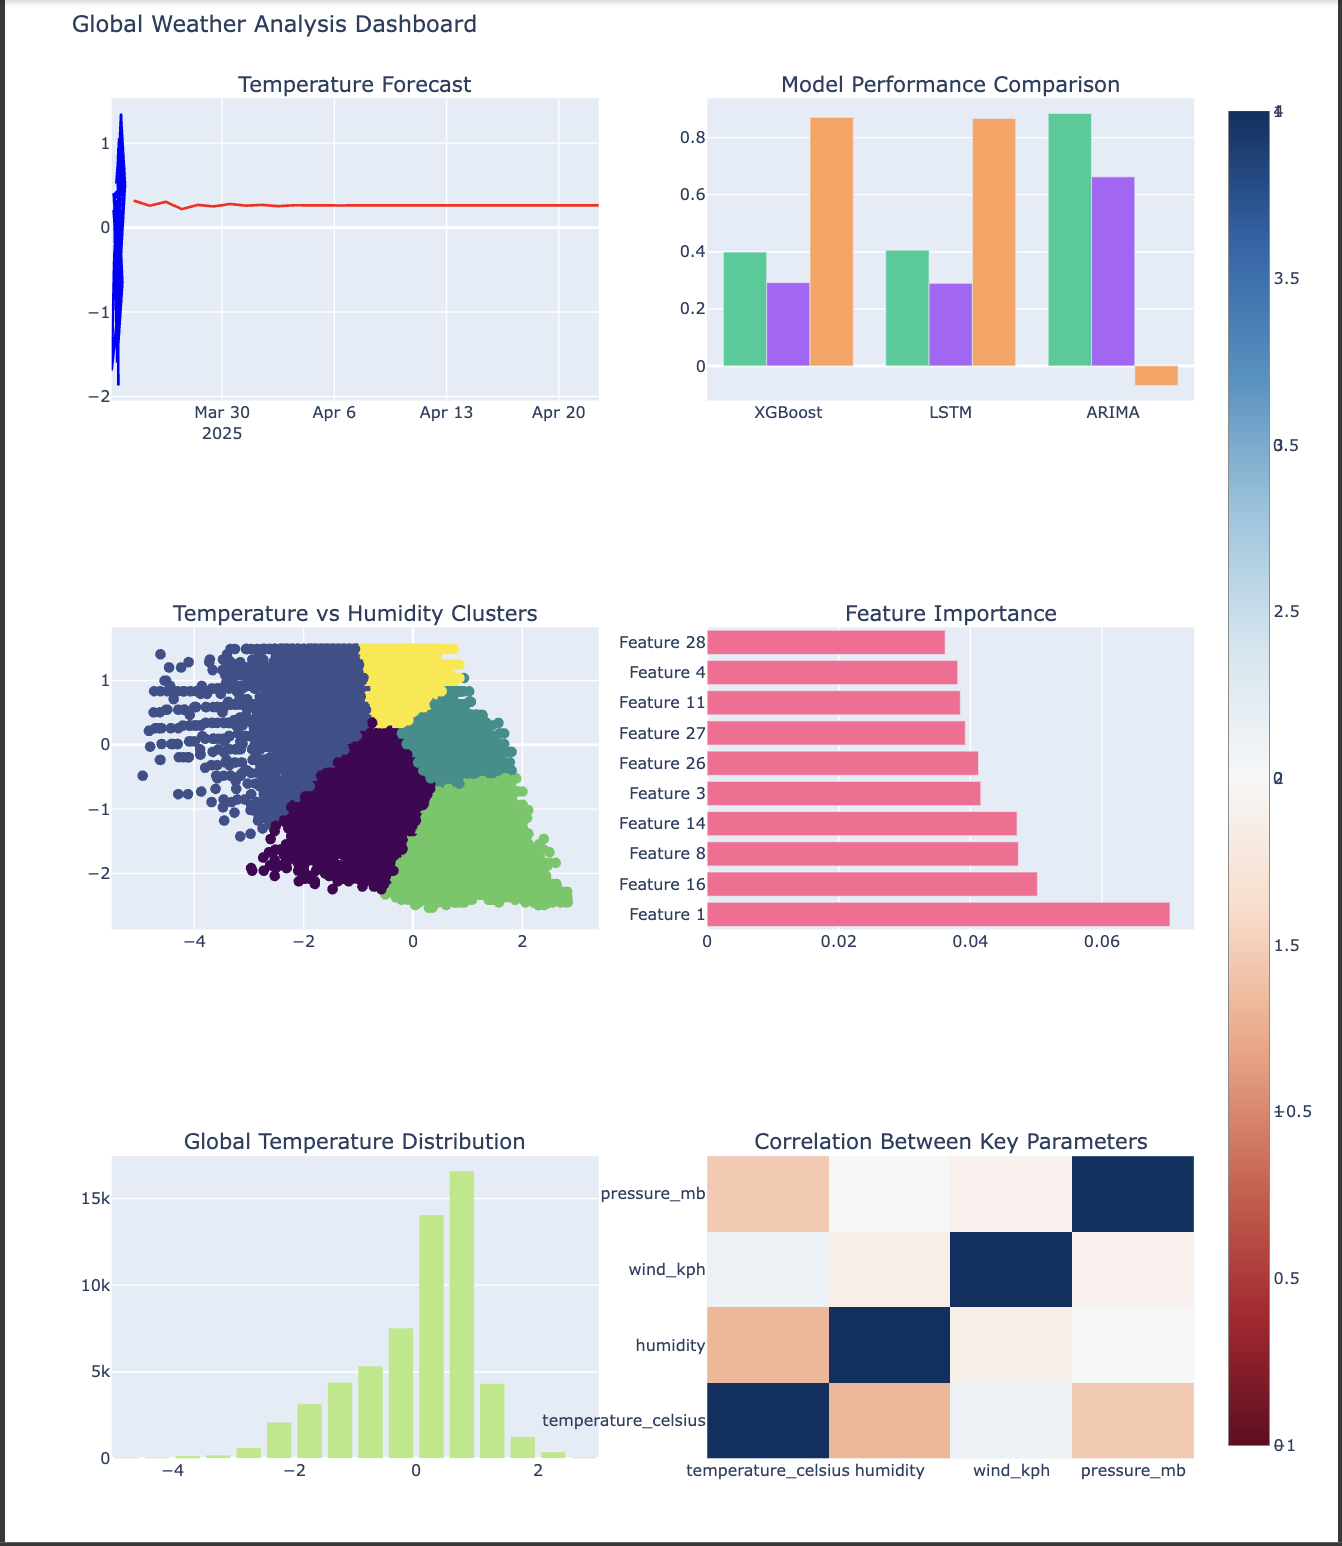 Global Weather Analysis Dashboard
Temperature Forecast
1
0
−1
−2
Mar 30
2025
Apr 6
Apr 13
Apr 20
Model Performance Comparison
0.8
0.6
0.4
0.2
0
XGBoost
LSTM
ARIMA
Temperature vs Humidity Clusters
1
0
−1
−2
−4
−2
0
2
Feature Importance
Feature 28
Feature 4
Feature 11
Feature 27
Feature 26
Feature 3
Feature 14
Feature 8
Feature 16
Feature 1
0
0.02
0.04
0.06
Global Temperature Distribution
15k
10k
5k
0
−4
−2
0
2
Correlation Between Key Parameters
pressure_mb
wind_kph
humidity
temperature_celsius
temperature_celsius
humidity
wind_kph
pressure_mb
3.5
2.5
1.5
0.5